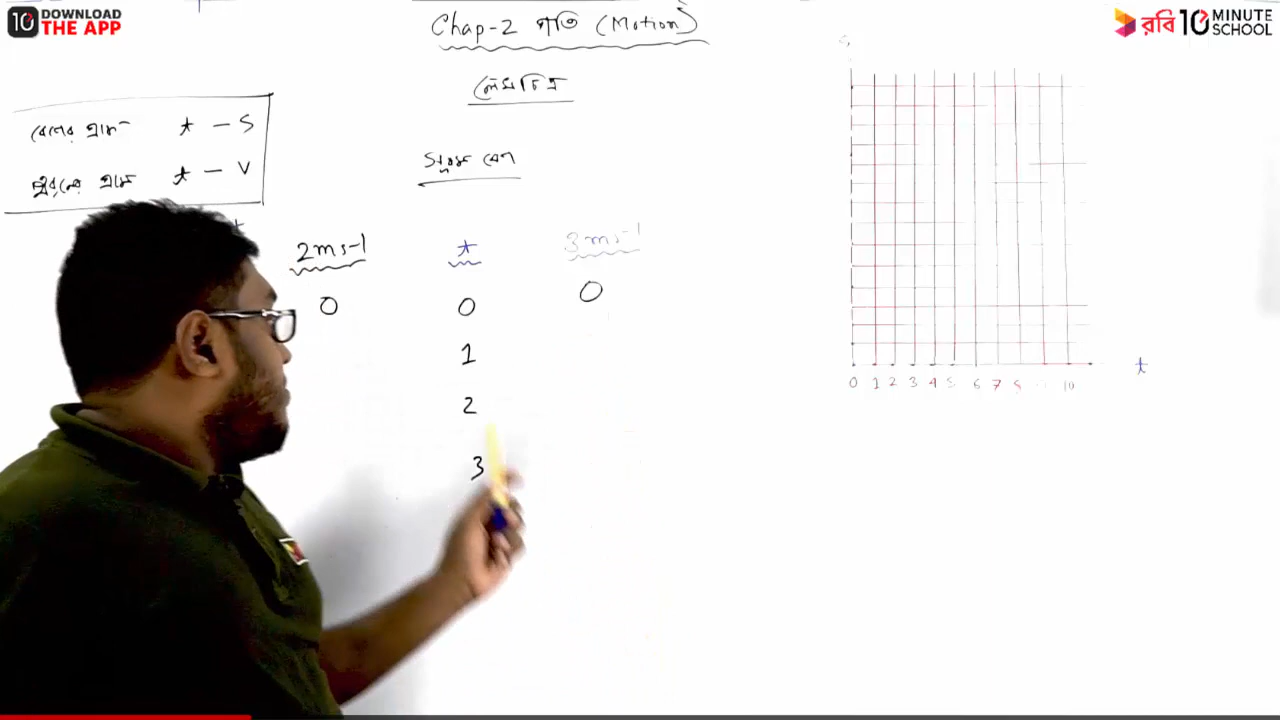 10 DOWNLOAD THE APP
রবি 10 MINUTE SCHOOL
Chap-2 গতি (Motion)
লেখচিত্র
বেগের গ্রাফ t - S
ত্বরণের গ্রাফ t - V
সুষম বেগ
2ms-1 t 3ms-1
0 0 0
1
2
3
S
t
0 1 2 3 4 5 6 7 8 10